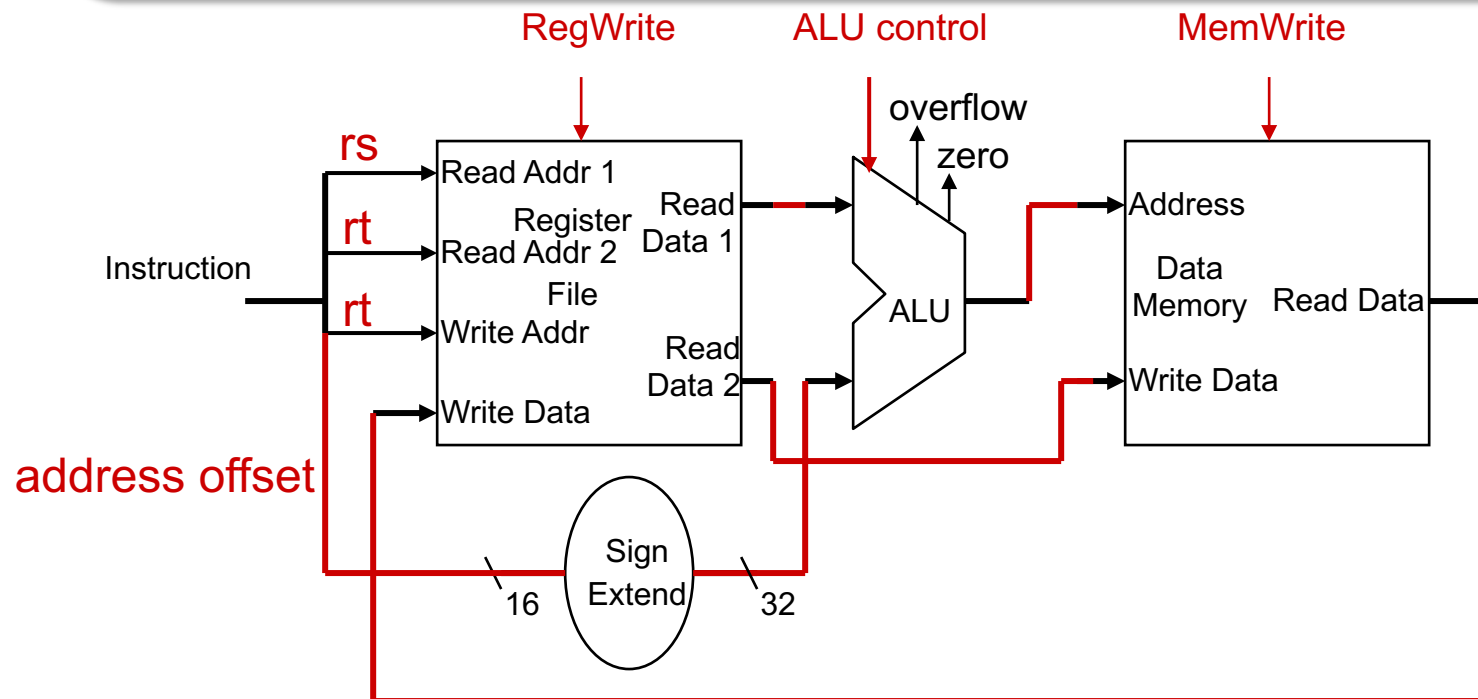 RegWrite
ALU control
MemWrite
overflow
zero
rs
Read Addr 1
Register
Read
Data 1
rt
Read Addr 2
Instruction
File
rt
Write Addr
Read
Data 2
Write Data
ALU
Address
Data
Memory
Read Data
Write Data
address offset
Sign
Extend
16
32